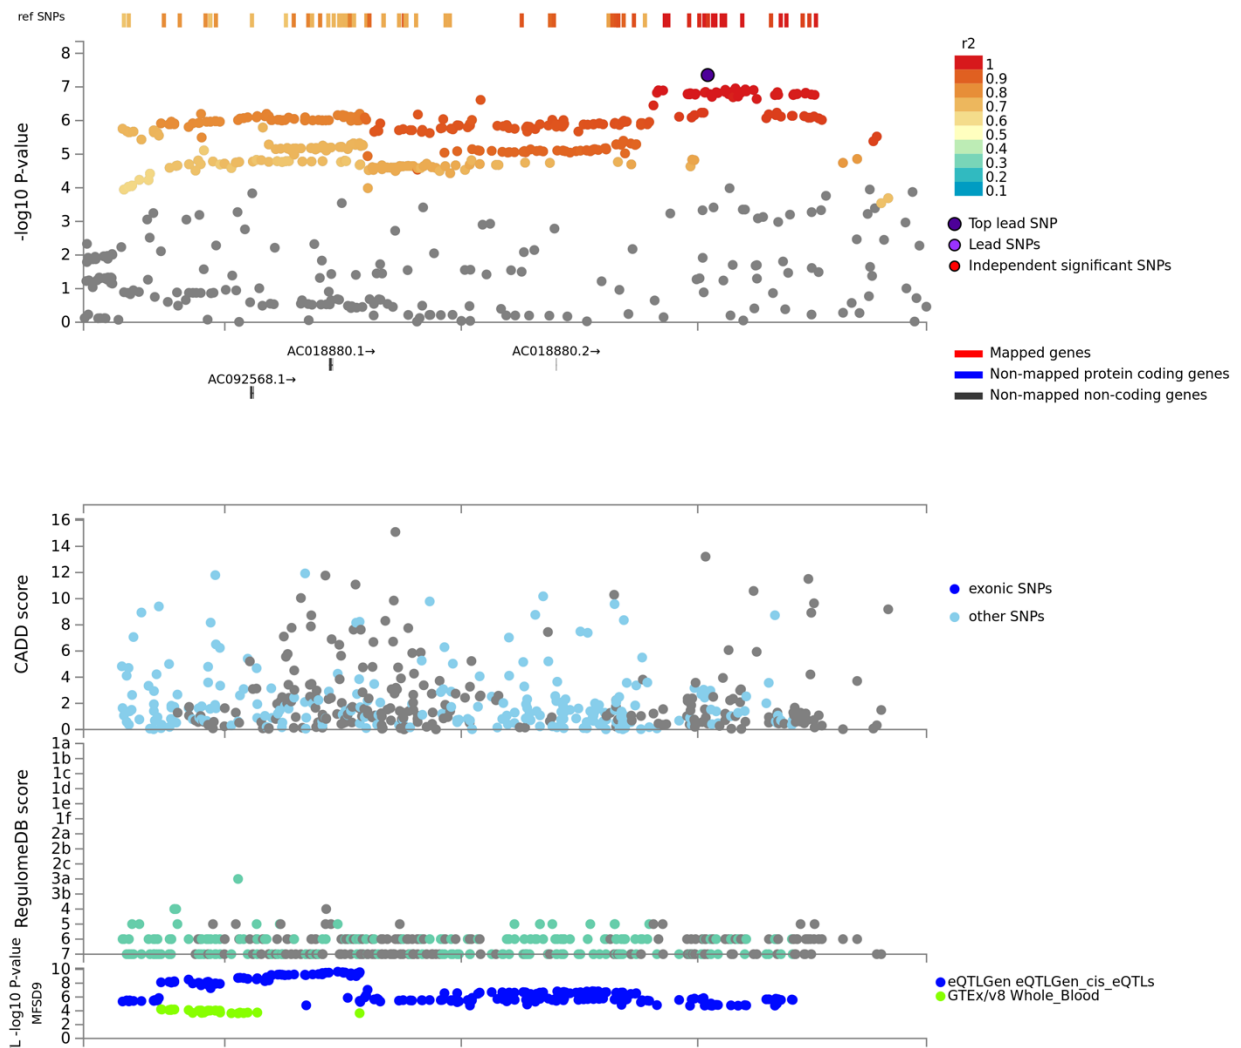 ref SNPs
r2
8
7
6
5
4
3
2
1
0
-log10 P-value
1
0.9
0.8
0.7
0.6
0.5
0.4
0.3
0.2
0.1
Top lead SNP
Lead SNPs
Independent significant SNPs
AC018880.1→
AC018880.2→
AC092568.1→
Mapped genes
Non-mapped protein coding genes
Non-mapped non-coding genes
16
14
12
10
8
6
4
2
0
CADD score
exonic SNPs
other SNPs
1a
1b
1c
1d
1e
1f
2a
2b
2c
3a
3b
4
5
6
7
RegulomeDB score
10
8
6
4
2
0
L -log10 P-value
MFSD9
eQTLGen eQTLGen_cis_eQTLs
GTEx/v8 Whole_Blood